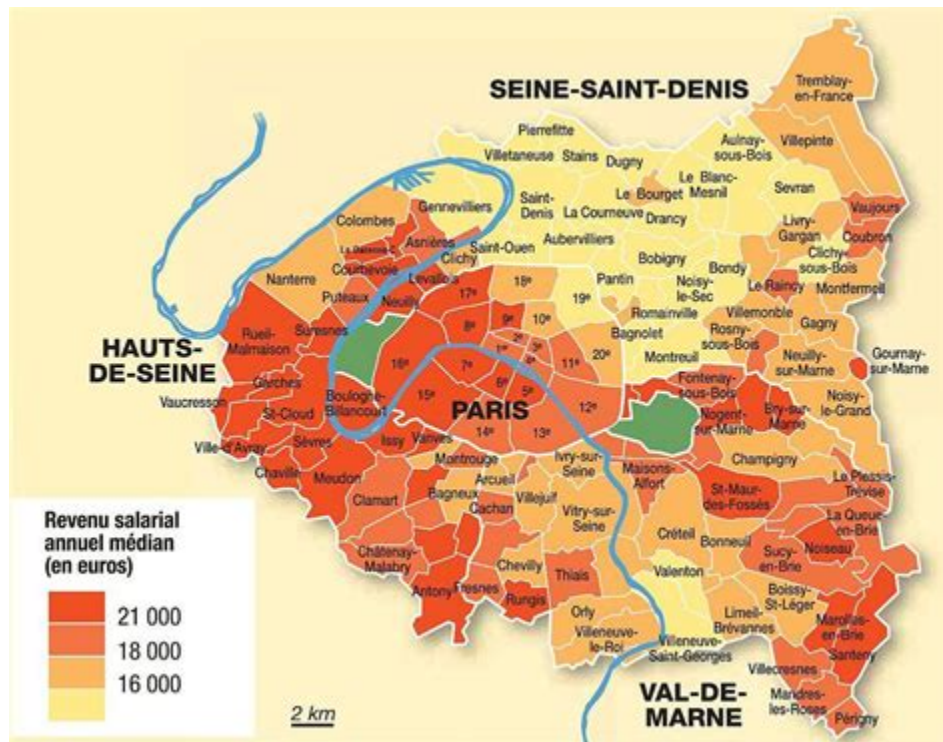 SEINE-SAINT-DENIS
Tremblay-
en-France
Pierrefitte
Villetaneuse
Stains
Dugny
Aulnay-
sous-Bois
Villepinte
Le Blanc-
Mesnil
Sevran
Le Bourget
Saint-
Denis
La Courneuve
Drancy
Gennevilliers
Colombes
Vaujours
Livry-
Gargan
Coubron
Asnières
Saint-Ouen
Aubervilliers
Clichy
Clichy-
sous-Bois
Bobigny
Bondy
Courbevoie
Levallois
Nanterre
Pantin
Noisy-
le-Sec
Le Raincy
Montfermeil
Puteaux
Neuilly
17e
18e
19e
Romainville
Villemonble
Gagny
8e
9e
10e
Bagnolet
Rosny-
sous-Bois
Suresnes
Rueil-
Malmaison
2e
1er
3e
4e
11e
20e
Montreuil
Neuilly-
sur-Marne
Gournay-
sur-Marne
HAUTS-
DE-SEINE
16e
7e
6e
5e
Garches
Vaucresson
Boulogne-
Billancourt
15e
PARIS
12e
Fontenay-
sous-Bois
Nogent-
sur-Marne
Bry-sur-
Marne
Noisy-
le-Grand
St-Cloud
Ville-d'Avray
Sèvres
Issy
Vanves
14e
13e
Chaville
Meudon
Montrouge
Ivry-sur-
Seine
Maisons-
Alfort
Champigny
Le Plessis-
Trévise
Clamart
Bagneux
Arcueil
Cachan
Villejuif
Vitry-sur-
Seine
St-Maur-
des-Fossés
La Queue-
en-Brie
Créteil
Bonneuil
Sucy-
en-Brie
Noiseau
Châtenay-
Malabry
Chevilly
Thiais
Valenton
Antony
Fresnes
Rungis
Boissy-
St-Léger
Orly
Limeil-
Brévannes
Marolles-
en-Brie
Villeneuve-
le-Roi
Villeneuve-
Saint-Georges
Santeny
Villecresnes
Mandres-
les-Roses
Périgny
VAL-DE-
MARNE
Revenu salarial
annuel médian
(en euros)
21 000
18 000
16 000
2 km